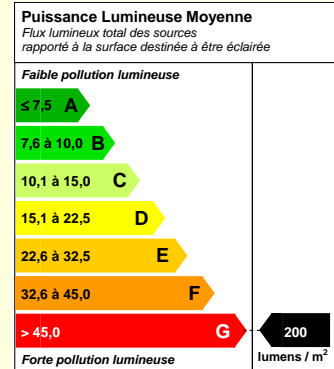 Puissance Lumineuse Moyenne
Flux lumineux total des sources
rapporté à la surface destinée à être éclairée
Faible pollution lumineuse
≤ 7,5 A
7,6 à 10,0 B
10,1 à 15,0 C
15,1 à 22,5 D
22,6 à 32,5 E
32,6 à 45,0 F
> 45,0 G 200
Forte pollution lumineuse lumens / m²